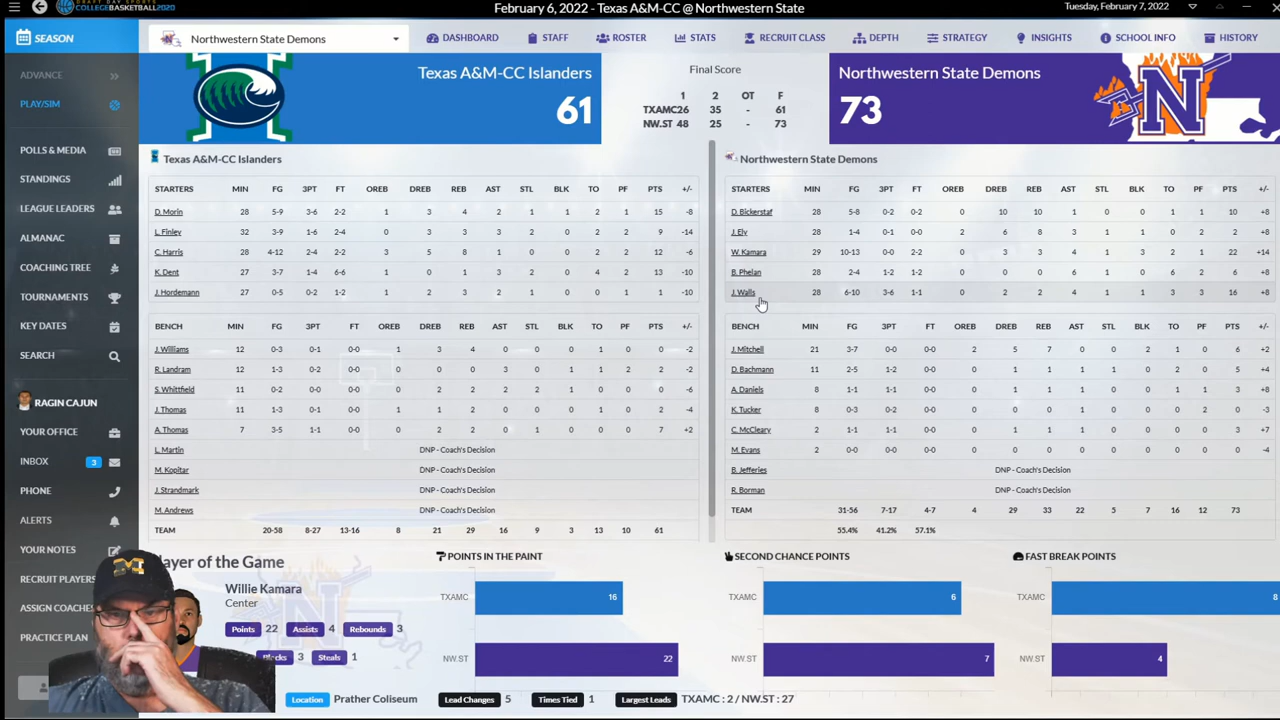 DRAFT DAY SPORTS
COLLEGE BASKETBALL 2020
February 6, 2022 - Texas A&M-CC @ Northwestern State
Tuesday, February 7, 2022
SEASON
Northwestern State Demons
DASHBOARD STAFF ROSTER STATS RECRUIT CLASS DEPTH STRATEGY INSIGHTS SCHOOL INFO HISTORY
ADVANCE
PLAY/SIM
POLLS & MEDIA
STANDINGS
LEAGUE LEADERS
ALMANAC
COACHING TREE
TOURNAMENTS
KEY DATES
SEARCH
RAGIN CAJUN
YOUR OFFICE
INBOX 3
PHONE
ALERTS
YOUR NOTES
RECRUIT PLAYERS
ASSIGN COACHES
PRACTICE PLAN
Texas A&M-CC Islanders
61
Final Score
1 2 OT F
TXAMC 26 35 - 61
NW.ST 48 25 - 73
Northwestern State Demons
73
N
Texas A&M-CC Islanders
STARTERS MIN FG 3PT FT OREB DREB REB AST STL BLK TO PF PTS +/-
D. Morin 28 5-9 3-6 2-2 1 3 4 2 1 1 2 1 15 -8
L. Finley 32 3-9 1-6 2-4 0 3 3 3 1 0 2 2 9 -14
C. Harris 28 4-12 2-4 2-2 3 5 8 1 0 0 2 2 12 -6
K. Dent 27 3-7 1-4 6-6 1 0 1 3 2 0 4 2 13 -10
J. Hordemann 27 0-5 0-2 1-2 1 2 3 2 1 0 0 1 1 -10
BENCH MIN FG 3PT FT OREB DREB REB AST STL BLK TO PF PTS +/-
J. Williams 12 0-3 0-1 0-0 1 3 4 0 0 0 1 0 0 -2
R. Landram 12 1-3 0-2 0-0 0 0 0 3 0 1 1 2 2 -2
S. Whittfield 11 0-2 0-0 0-0 0 2 2 2 2 1 0 0 0 -6
J. Thomas 11 1-3 0-1 0-0 1 1 2 0 0 0 1 0 2 -4
A. Thomas 7 3-5 1-1 0-0 0 2 2 0 1 0 0 0 7 +2
L. Martin DNP - Coach's Decision
M. Kopitar DNP - Coach's Decision
J. Strandmark DNP - Coach's Decision
M. Andrews DNP - Coach's Decision
TEAM 20-58 8-27 13-16 8 21 29 16 9 3 13 10 61
Northwestern State Demons
STARTERS MIN FG 3PT FT OREB DREB REB AST STL BLK TO PF PTS +/-
D. Bickerstaf 28 5-8 0-2 0-2 0 10 10 1 0 0 1 1 10 +8
J. Ely 28 1-4 0-1 0-0 2 6 8 3 1 1 0 2 2 +8
W. Kamara 29 10-13 0-0 2-2 0 3 3 4 1 3 2 1 22 +14
B. Phelan 28 2-4 1-2 1-2 0 0 0 6 1 0 2 2 6 +8
J. Walls 28 6-10 3-6 1-1 0 2 2 4 1 1 3 3 16 +8
BENCH MIN FG 3PT FT OREB DREB REB AST STL BLK TO PF PTS +/-
J. Mitchell 21 3-7 0-0 0-0 2 5 7 0 0 2 1 0 6 +2
D. Bachmann 11 2-5 1-2 0-0 0 1 1 1 1 0 2 0 5 +4
A. Daniels 8 1-1 1-1 0-0 0 1 1 1 0 0 1 1 3 +8
K. Tucker 8 0-3 0-2 0-0 0 0 0 1 0 0 0 2 0 -3
C. McCleary 2 1-1 1-1 0-0 0 1 1 1 0 0 0 0 3 +7
M. Evans 2 0-0 0-0 0-0 0 0 0 0 0 0 0 0 0 -4
B. Jefferies DNP - Coach's Decision
R. Borman DNP - Coach's Decision
TEAM 31-56 7-17 4-7 4 29 33 22 5 7 16 12 73
55.4% 41.2% 57.1%
Player of the Game
Willie Kamara
Center
Points 22 Assists 4 Rebounds 3
Blocks 3 Steals 1
POINTS IN THE PAINT
TXAMC 16
NW.ST 22
SECOND CHANCE POINTS
TXAMC 6
NW.ST 7
FAST BREAK POINTS
TXAMC 8
NW.ST 4
Location Prather Coliseum Lead Changes 5 Times Tied 1 Largest Leads TXAMC : 2 / NW.ST : 27